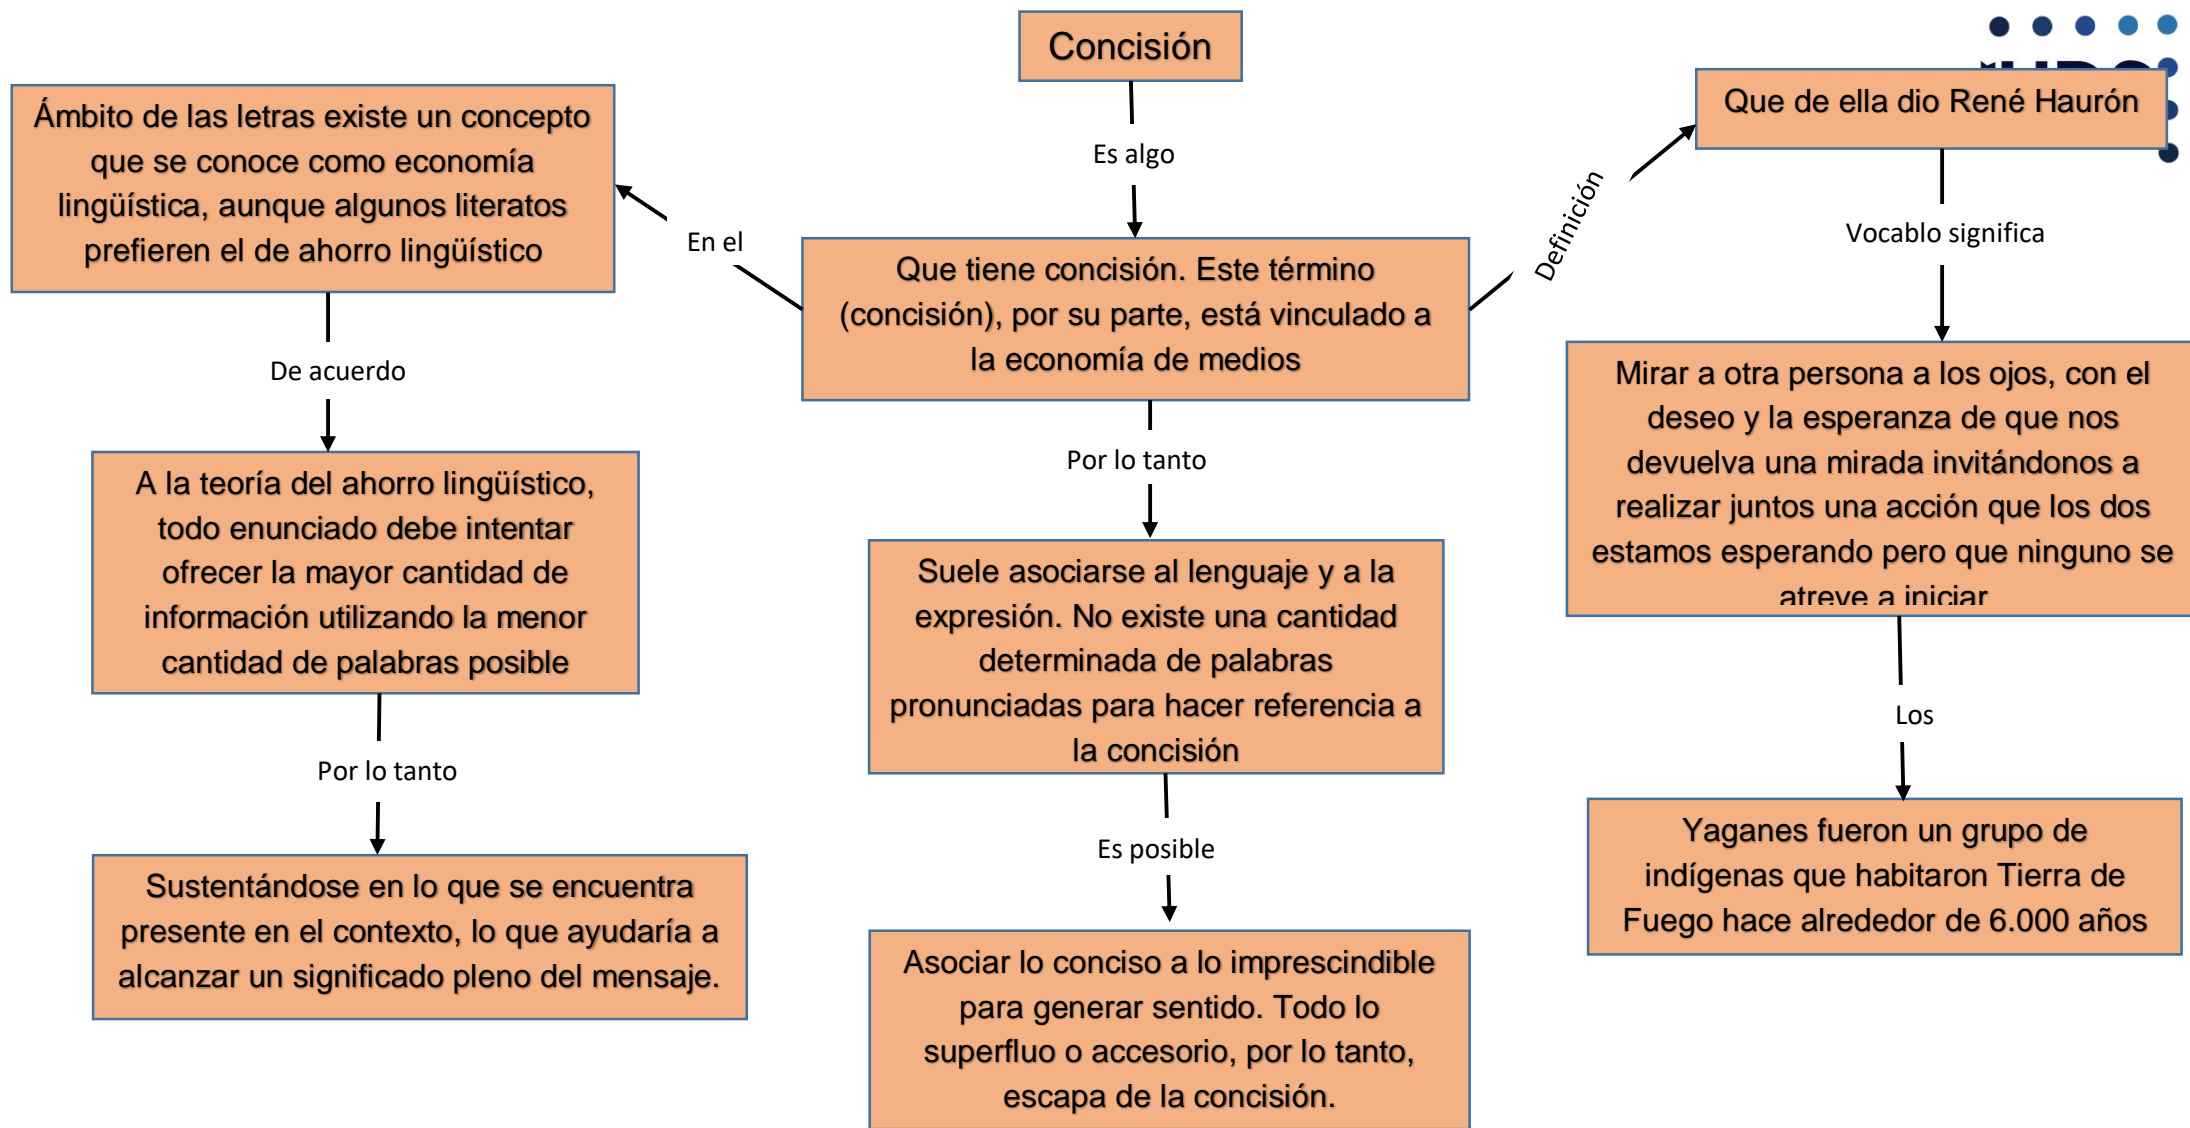 Concisión
Es algo
Que tiene concisión. Este término
(concisión), por su parte, está vinculado a
la economía de medios
En el
Ámbito de las letras existe un concepto
que se conoce como economía
lingüística, aunque algunos literatos
prefieren el de ahorro lingüístico
De acuerdo
A la teoría del ahorro lingüístico,
todo enunciado debe intentar
ofrecer la mayor cantidad de
información utilizando la menor
cantidad de palabras posible
Por lo tanto
Sustentándose en lo que se encuentra
presente en el contexto, lo que ayudaría a
alcanzar un significado pleno del mensaje.
Por lo tanto
Suele asociarse al lenguaje y a la
expresión. No existe una cantidad
determinada de palabras
pronunciadas para hacer referencia a
la concisión
Es posible
Asociar lo conciso a lo imprescindible
para generar sentido. Todo lo
superfluo o accesorio, por lo tanto,
escapa de la concisión.
Definición
Que de ella dio René Haurón
Vocablo significa
Mirar a otra persona a los ojos, con el
deseo y la esperanza de que nos
devuelva una mirada invitándonos a
realizar juntos una acción que los dos
estamos esperando pero que ninguno se
atreve a iniciar
Los
Yaganes fueron un grupo de
indígenas que habitaron Tierra de
Fuego hace alrededor de 6.000 años